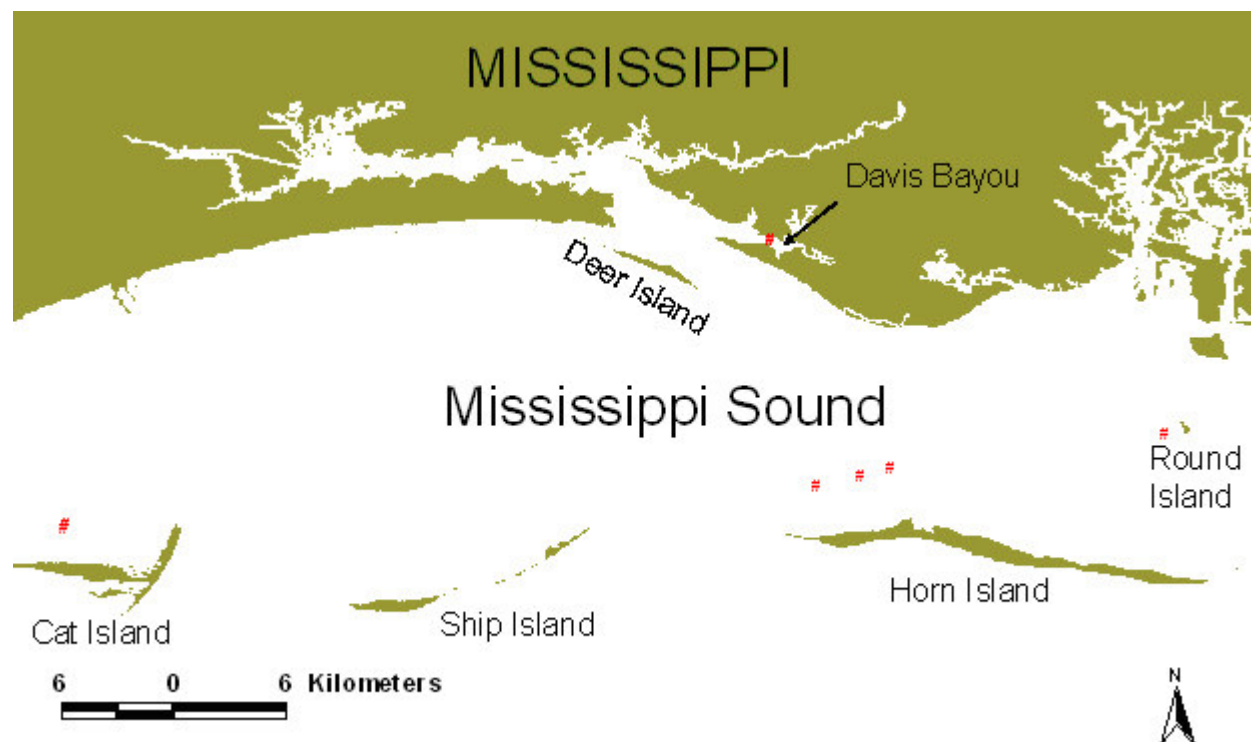 MISSISSIPPI
Davis Bayou
#
Deer Island
Mississippi Sound
#
#
#
#
Round
Island
#
Horn Island
Ship Island
Cat Island
6 0 6 Kilometers
N